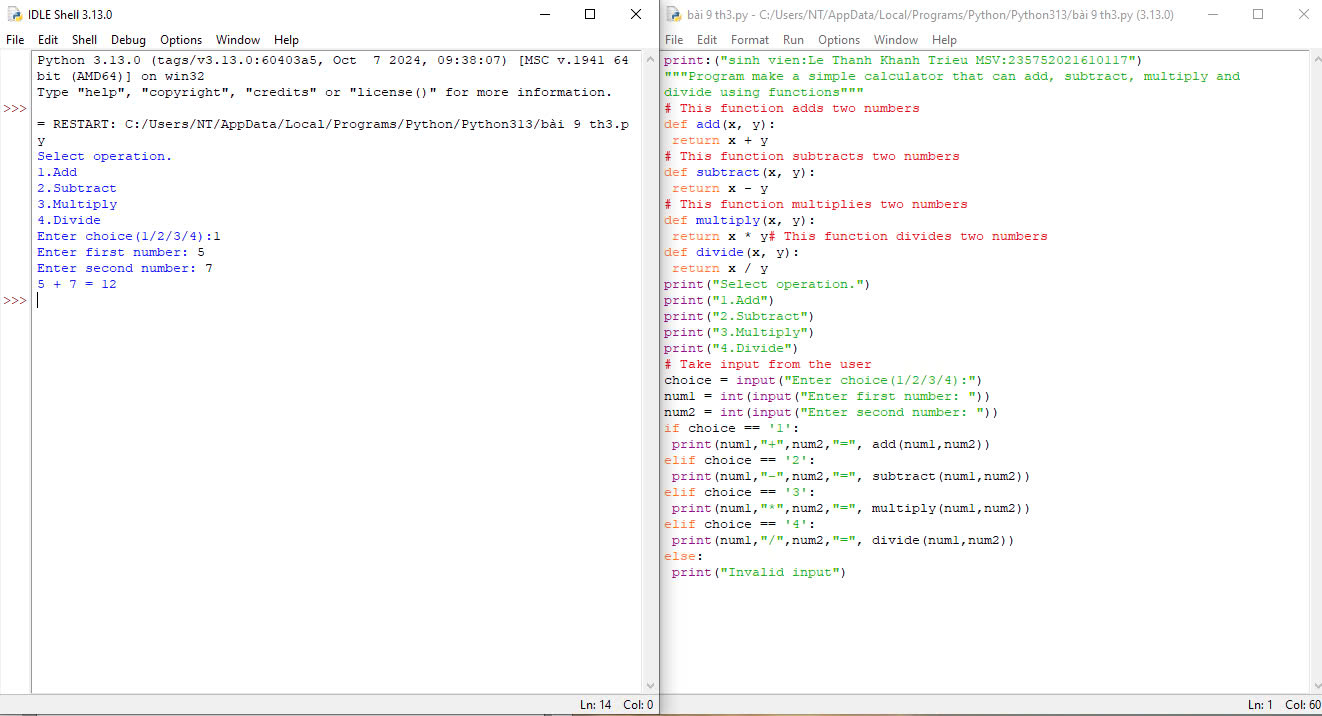 IDLE Shell 3.13.0
File Edit Shell Debug Options Window Help
Python 3.13.0 (tags/v3.13.0:60403a5, Oct  7 2024, 09:38:07) [MSC v.1941 64
bit (AMD64)] on win32
Type "help", "copyright", "credits" or "license()" for more information.
>>>
= RESTART: C:/Users/NT/AppData/Local/Programs/Python/Python313/bài 9 th3.p
y
Select operation.
1.Add
2.Subtract
3.Multiply
4.Divide
Enter choice(1/2/3/4):1
Enter first number: 5
Enter second number: 7
5 + 7 = 12
>>>
Ln: 14 Col: 0
bài 9 th3.py - C:/Users/NT/AppData/Local/Programs/Python/Python313/bài 9 th3.py (3.13.0)
File Edit Format Run Options Window Help
print:("sinh vien:Le Thanh Khanh Trieu MSV:235752021610117")
"""Program make a simple calculator that can add, subtract, multiply and
divide using functions"""
# This function adds two numbers
def add(x, y):
 return x + y
# This function subtracts two numbers
def subtract(x, y):
 return x - y
# This function multiplies two numbers
def multiply(x, y):
 return x * y# This function divides two numbers
def divide(x, y):
 return x / y
print("Select operation.")
print("1.Add")
print("2.Subtract")
print("3.Multiply")
print("4.Divide")
# Take input from the user
choice = input("Enter choice(1/2/3/4):")
num1 = int(input("Enter first number: "))
num2 = int(input("Enter second number: "))
if choice == '1':
 print(num1,"+",num2,"=", add(num1,num2))
elif choice == '2':
 print(num1,"-",num2,"=", subtract(num1,num2))
elif choice == '3':
 print(num1,"*",num2,"=", multiply(num1,num2))
elif choice == '4':
 print(num1,"/",num2,"=", divide(num1,num2))
else:
 print("Invalid input")
Ln: 1 Col: 60